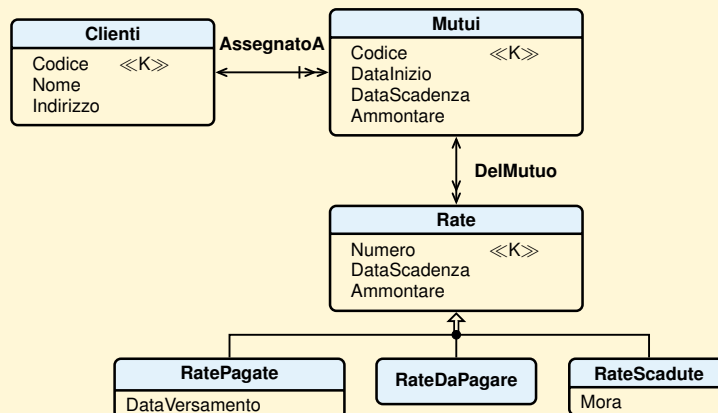 Clienti
Codice ≪K≫
Nome
Indirizzo
AssegnatoA
Mutui
Codice ≪K≫
DataInizio
DataScadenza
Ammontare
DelMutuo
Rate
Numero ≪K≫
DataScadenza
Ammontare
RatePagate
DataVersamento
RateDaPagare
RateScadute
Mora